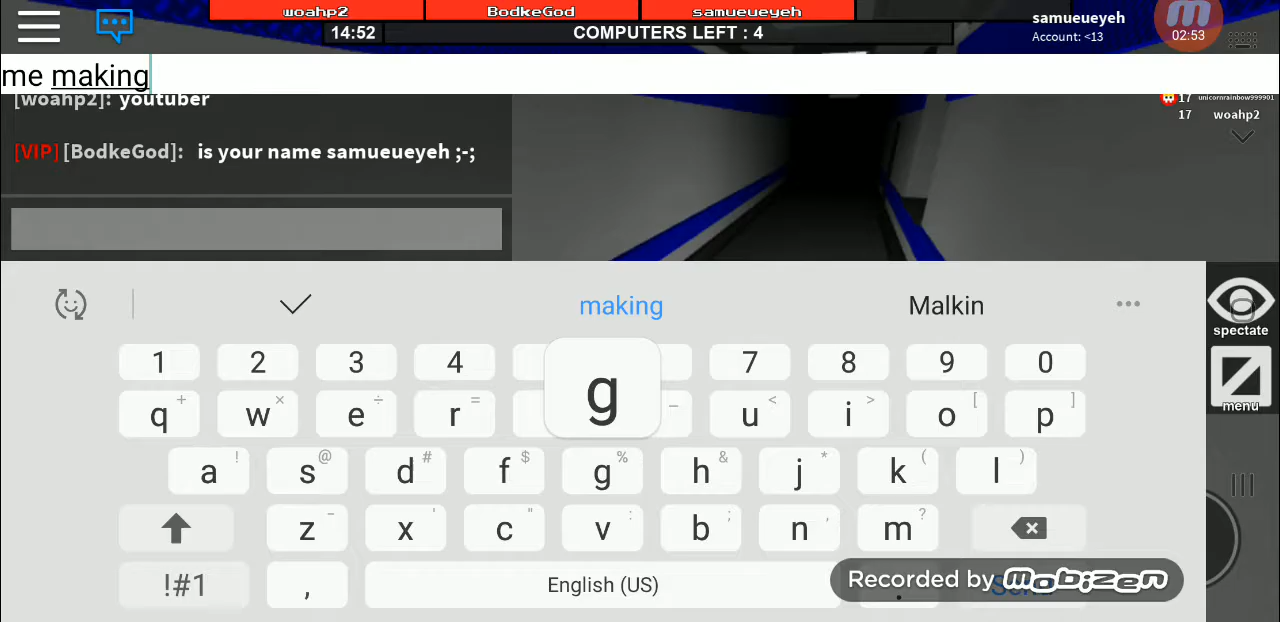 woahp2 BodkeGod samueueyeh
14:52 COMPUTERS LEFT : 4
samueueyeh
Account: <13
02:53
me making
[woahp2]: youtuber
[VIP] [BodkeGod]: is your name samueueyeh ;-;
17 unicornrainbow999901
17 woahp2
making Malkin
spectate
menu
1 2 3 4 7 8 9 0
g
q + w × e ÷ r = _ u < i > o [ p ]
a ! s @ d # f $ g % h & j * k ( l )
z - x ' c " v : b ; n , m ?
!#1 , English (US) .
Recorded by mobizen